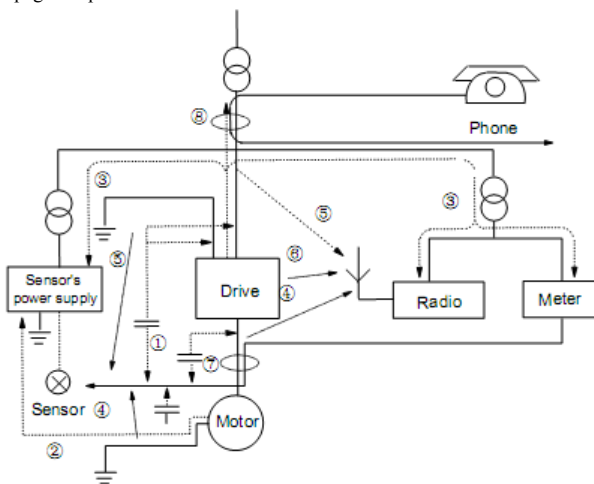 ⑧
Phone
③
⑤
③
⑤
⑥
Sensor's
power supply
Drive
④
Radio
Meter
①
⑦
Sensor
④
Motor
②